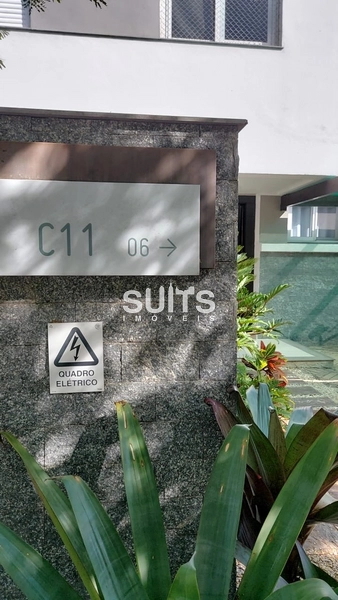 C11 06 →
SUITS
IMÓVEIS
QUADRO
ELÉTRICO